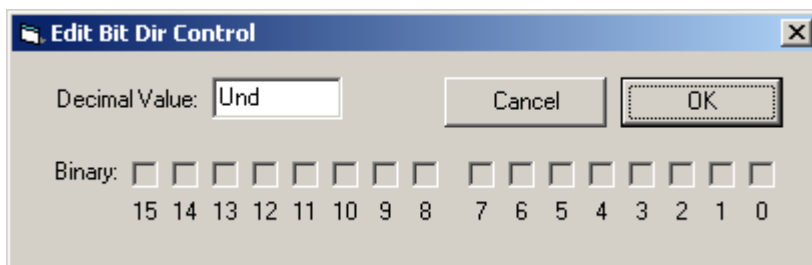 Edit Bit Dir Control
Decimal Value: Und Cancel OK
Binary:
15 14 13 12 11 10 9 8 7 6 5 4 3 2 1 0